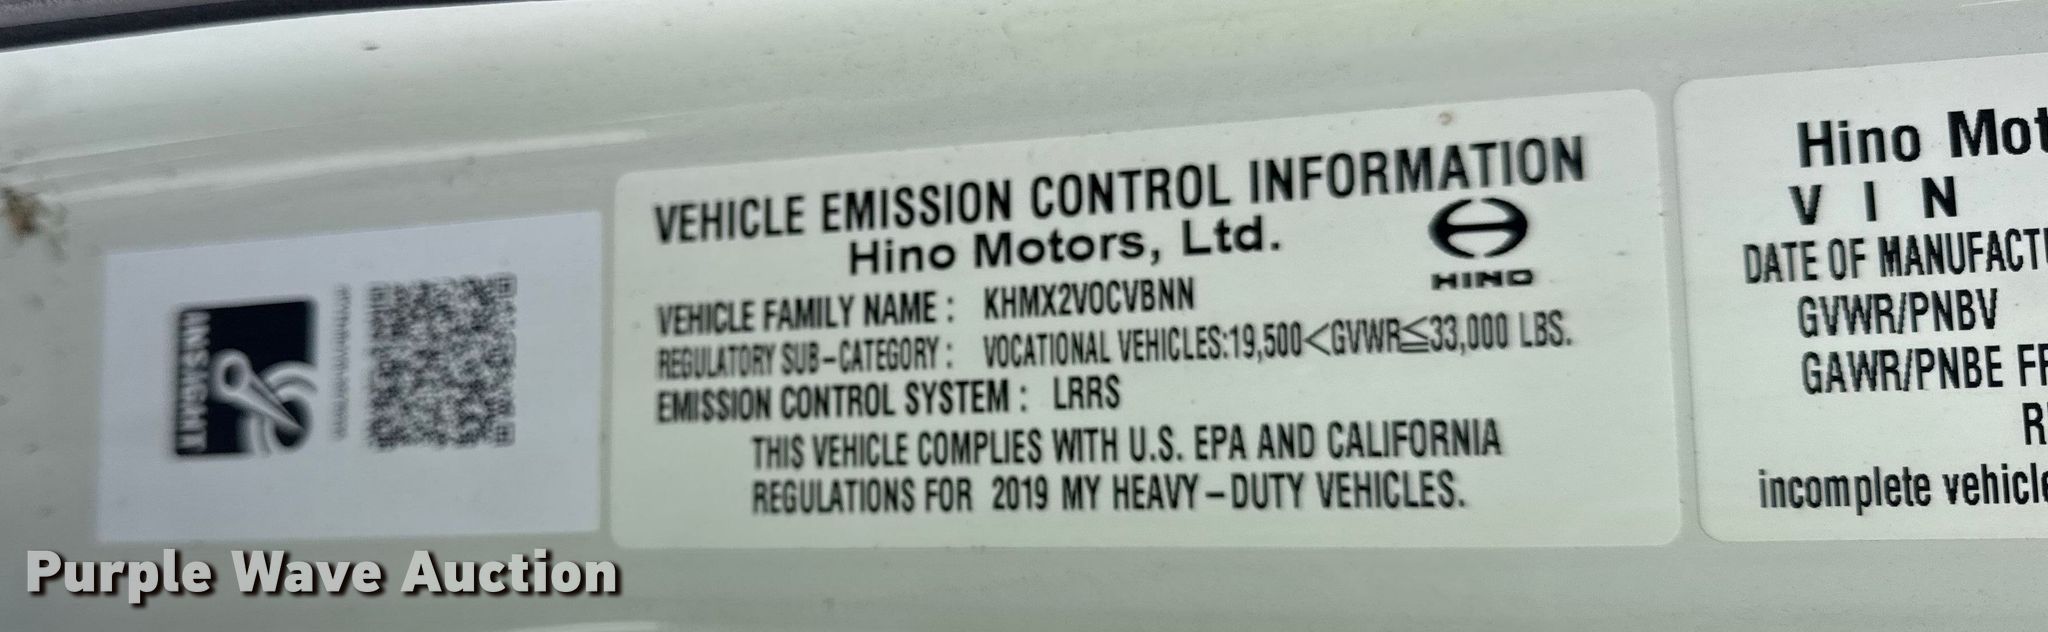 VEHICLE EMISSION CONTROL INFORMATION
Hino Motors, Ltd.
HINO
VEHICLE FAMILY NAME : KHMX2VOCVBNN
REGULATORY SUB-CATEGORY : VOCATIONAL VEHICLES:19,500<GVWR≦33,000 LBS.
EMISSION CONTROL SYSTEM : LRRS
THIS VEHICLE COMPLIES WITH U.S. EPA AND CALIFORNIA
REGULATIONS FOR 2019 MY HEAVY-DUTY VEHICLES.
Hino Mot
V I N
DATE OF MANUFACT
GVWR/PNBV
GAWR/PNBE FR
R
incomplete vehicle
Purple Wave Auction